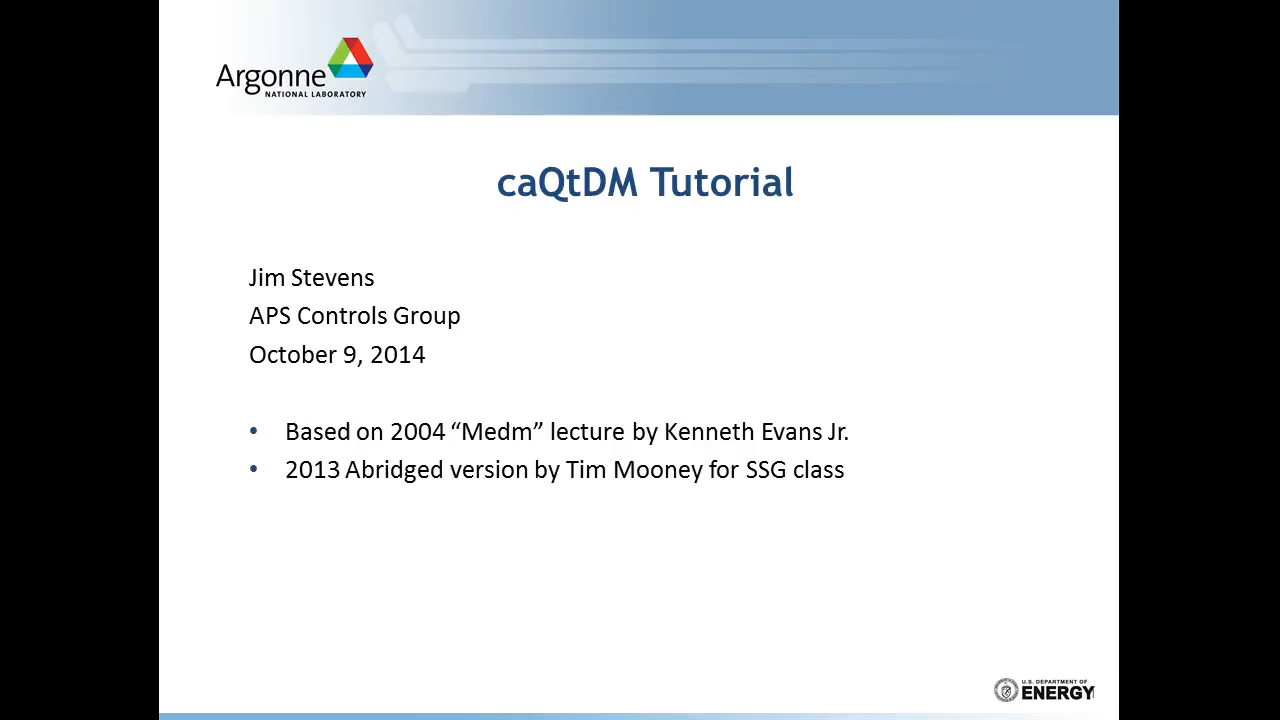 Argonne
NATIONAL LABORATORY
caQtDM Tutorial
Jim Stevens
APS Controls Group
October 9, 2014
• Based on 2004 “Medm” lecture by Kenneth Evans Jr.
• 2013 Abridged version by Tim Mooney for SSG class
U.S. DEPARTMENT OF
ENERGY